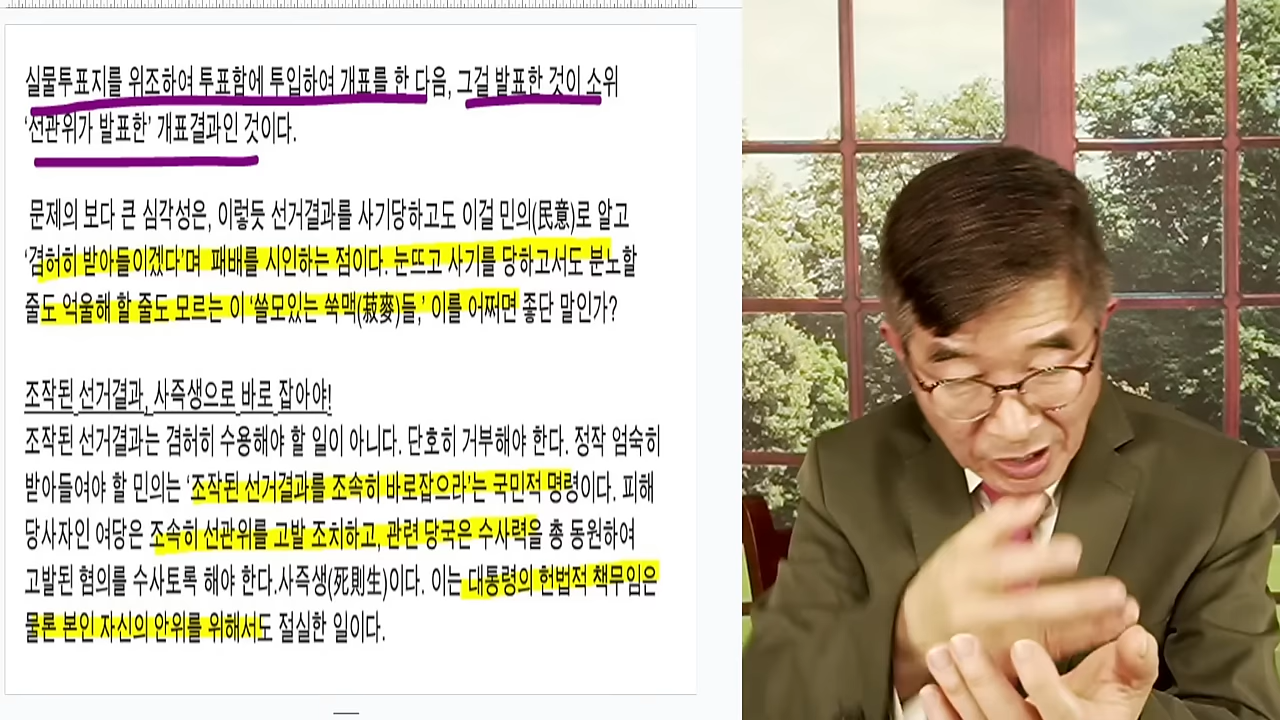 실물투표지를 위조하여 투표함에 투입하여 개표를 한 다음, 그걸 발표한 것이 소위
‘선관위가 발표한’ 개표결과인 것이다.
문제의 보다 큰 심각성은, 이렇듯 선거결과를 사기당하고도 이걸 민의(民意)로 알고
‘겸허히 받아들이겠다’며 패배를 시인하는 점이다. 눈뜨고 사기를 당하고서도 분노할
줄도 억울해 할 줄도 모르는 이 ‘쓸모있는 쑥맥(菽麥)들,’ 이를 어쩌면 좋단 말인가?
조작된 선거결과, 사즉생으로 바로 잡아야!
조작된 선거결과는 겸허히 수용해야 할 일이 아니다. 단호히 거부해야 한다. 정작 엄숙히
받아들여야 할 민의는 ‘조작된 선거결과를 조속히 바로잡으라’는 국민적 명령이다. 피해
당사자인 여당은 조속히 선관위를 고발 조치하고, 관련 당국은 수사력을 총 동원하여
고발된 혐의를 수사토록 해야 한다.사즉생(死則生)이다. 이는 대통령의 헌법적 책무임은
물론 본인 자신의 안위를 위해서도 절실한 일이다.